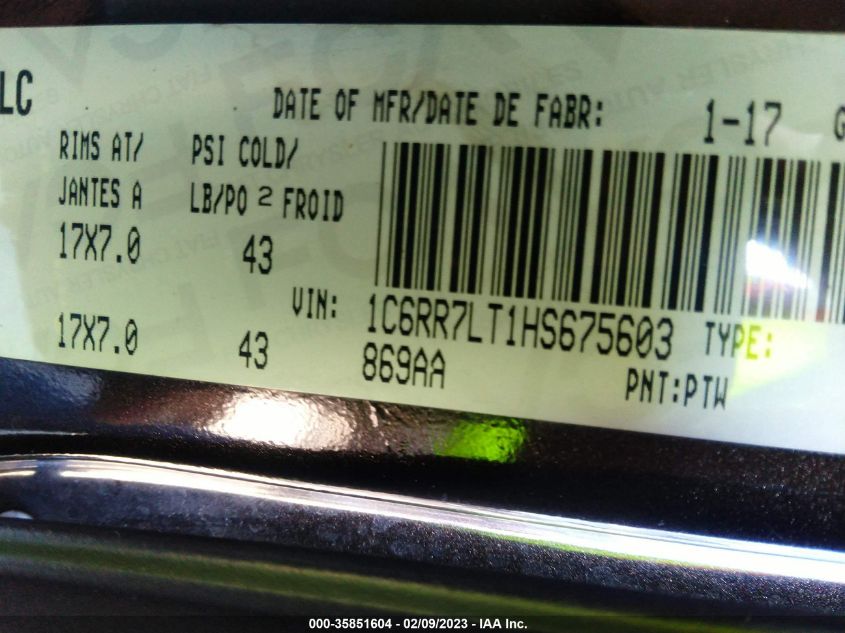 LC
DATE OF MFR/DATE DE FABR: 1-17 G
RIMS AT/ PSI COLD/
JANTES A LB/PO 2 FROID
17X7.0 43
VIN: 1C6RR7LT1HS675603 TYPE:
17X7.0 43
869AA PNT:PTW
000-35851604 - 02/09/2023 - IAA Inc.